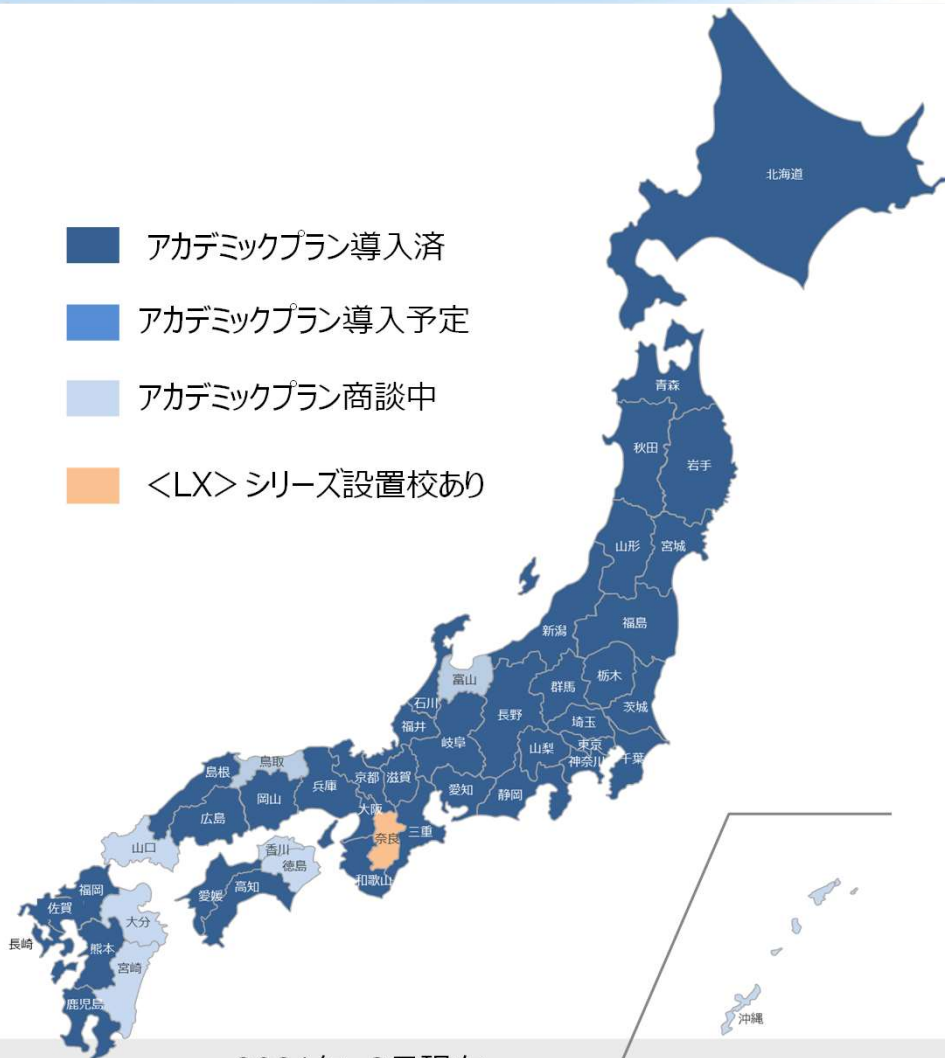 アカデミックプラン導入済
アカデミックプラン導入予定
アカデミックプラン商談中
<LX> シリーズ設置校あり
北海道
青森
秋田
岩手
山形
宮城
新潟
福島
富山
石川
群馬
栃木
茨城
長野
福井
岐阜
埼玉
山梨
東京
神奈川
千葉
鳥取
島根
兵庫
京都
滋賀
岡山
愛知
静岡
大阪
広島
奈良
三重
山口
香川
徳島
和歌山
福岡
愛媛
高知
佐賀
大分
長崎
熊本
宮崎
鹿児島
沖縄